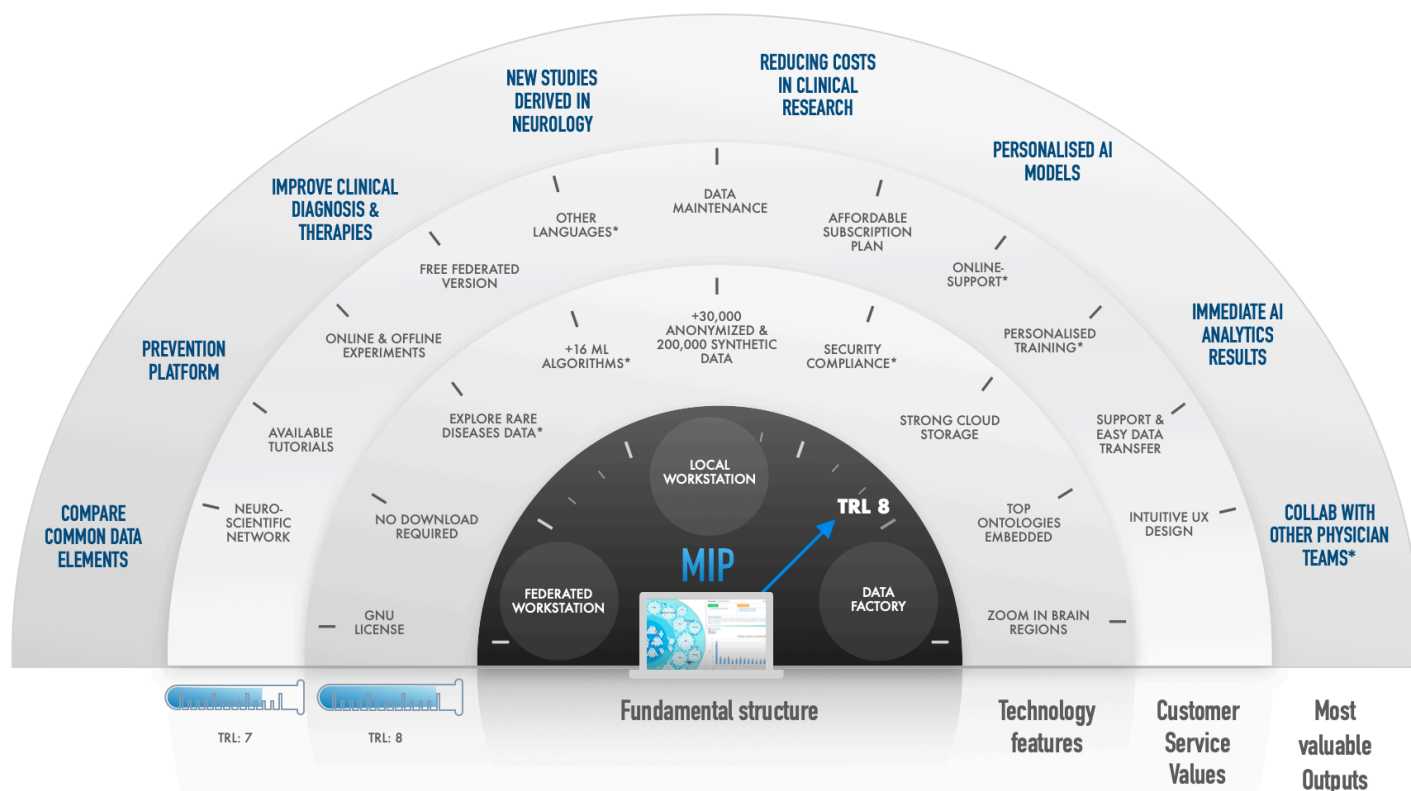 REDUCING COSTS
IN CLINICAL
RESEARCH
NEW STUDIES
DERIVED IN
NEUROLOGY
PERSONALISED AI
MODELS
IMPROVE CLINICAL
DIAGNOSIS &
THERAPIES
IMMEDIATE AI
ANALYTICS
RESULTS
PREVENTION
PLATFORM
COMPARE
COMMON DATA
ELEMENTS
COLLAB WITH
OTHER PHYSICIAN
TEAMS*
DATA
MAINTENANCE
OTHER
LANGUAGES*
AFFORDABLE
SUBSCRIPTION
PLAN
FREE FEDERATED
VERSION
ONLINE-
SUPPORT*
ONLINE & OFFLINE
EXPERIMENTS
PERSONALISED
TRAINING*
AVAILABLE
TUTORIALS
SUPPORT &
EASY DATA
TRANSFER
NEURO-
SCIENTIFIC
NETWORK
INTUITIVE UX
DESIGN
+30,000
ANONYMIZED &
200,000 SYNTHETIC
DATA
+16 ML
ALGORITHMS*
SECURITY
COMPLIANCE*
EXPLORE RARE
DISEASES DATA*
STRONG CLOUD
STORAGE
NO DOWNLOAD
REQUIRED
TOP
ONTOLOGIES
EMBEDDED
GNU
LICENSE
ZOOM IN BRAIN
REGIONS
LOCAL
WORKSTATION
TRL 8
MIP
FEDERATED
WORKSTATION
DATA
FACTORY
TRL: 7
TRL: 8
Fundamental structure
Technology
features
Customer
Service
Values
Most
valuable
Outputs